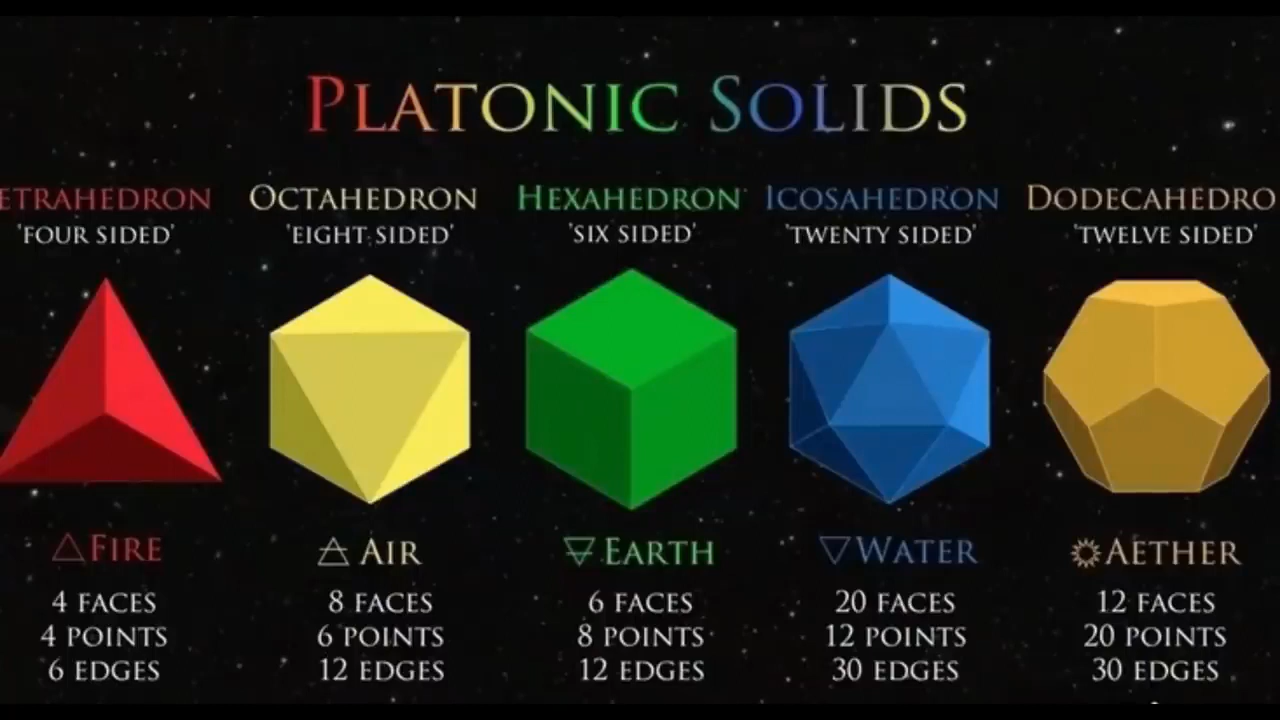 PLATONIC SOLIDS
ETRAHEDRON
'FOUR SIDED'
OCTAHEDRON
'EIGHT SIDED'
HEXAHEDRON
'SIX SIDED'
ICOSAHEDRON
'TWENTY SIDED'
DODECAHEDRO
'TWELVE SIDED'
FIRE
4 FACES
4 POINTS
6 EDGES
AIR
8 FACES
6 POINTS
12 EDGES
EARTH
6 FACES
8 POINTS
12 EDGES
WATER
20 FACES
12 POINTS
30 EDGES
AETHER
12 FACES
20 POINTS
30 EDGES